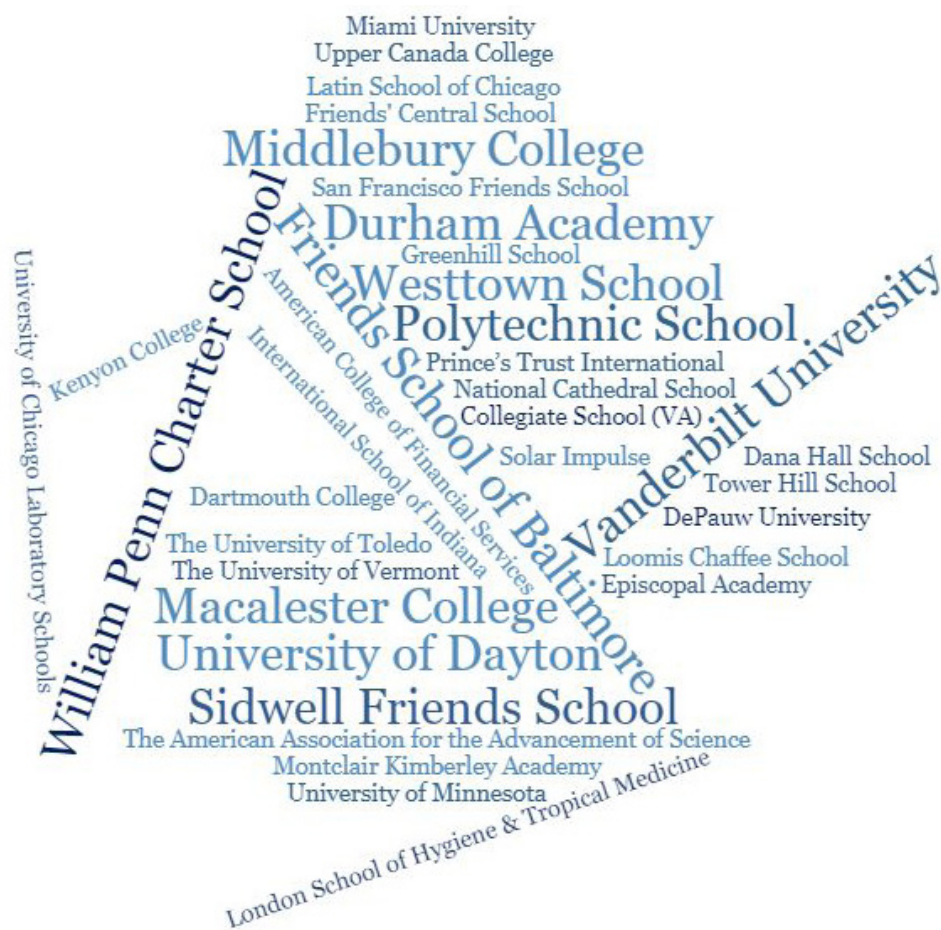 Miami University
Upper Canada College
Latin School of Chicago
Friends' Central School
Middlebury College
San Francisco Friends School
Durham Academy
Greenhill School
Westtown School
Polytechnic School
Prince’s Trust International
National Cathedral School
Collegiate School (VA)
Friends School of Baltimore
Vanderbilt University
American College of Financial Services
International School of Indiana
William Penn Charter School
Kenyon College
University of Chicago Laboratory Schools
Solar Impulse
Dana Hall School
Tower Hill School
DePauw University
Loomis Chaffee School
Episcopal Academy
Dartmouth College
The University of Toledo
The University of Vermont
Macalester College
University of Dayton
Sidwell Friends School
The American Association for the Advancement of Science
Montclair Kimberley Academy
University of Minnesota
London School of Hygiene & Tropical Medicine